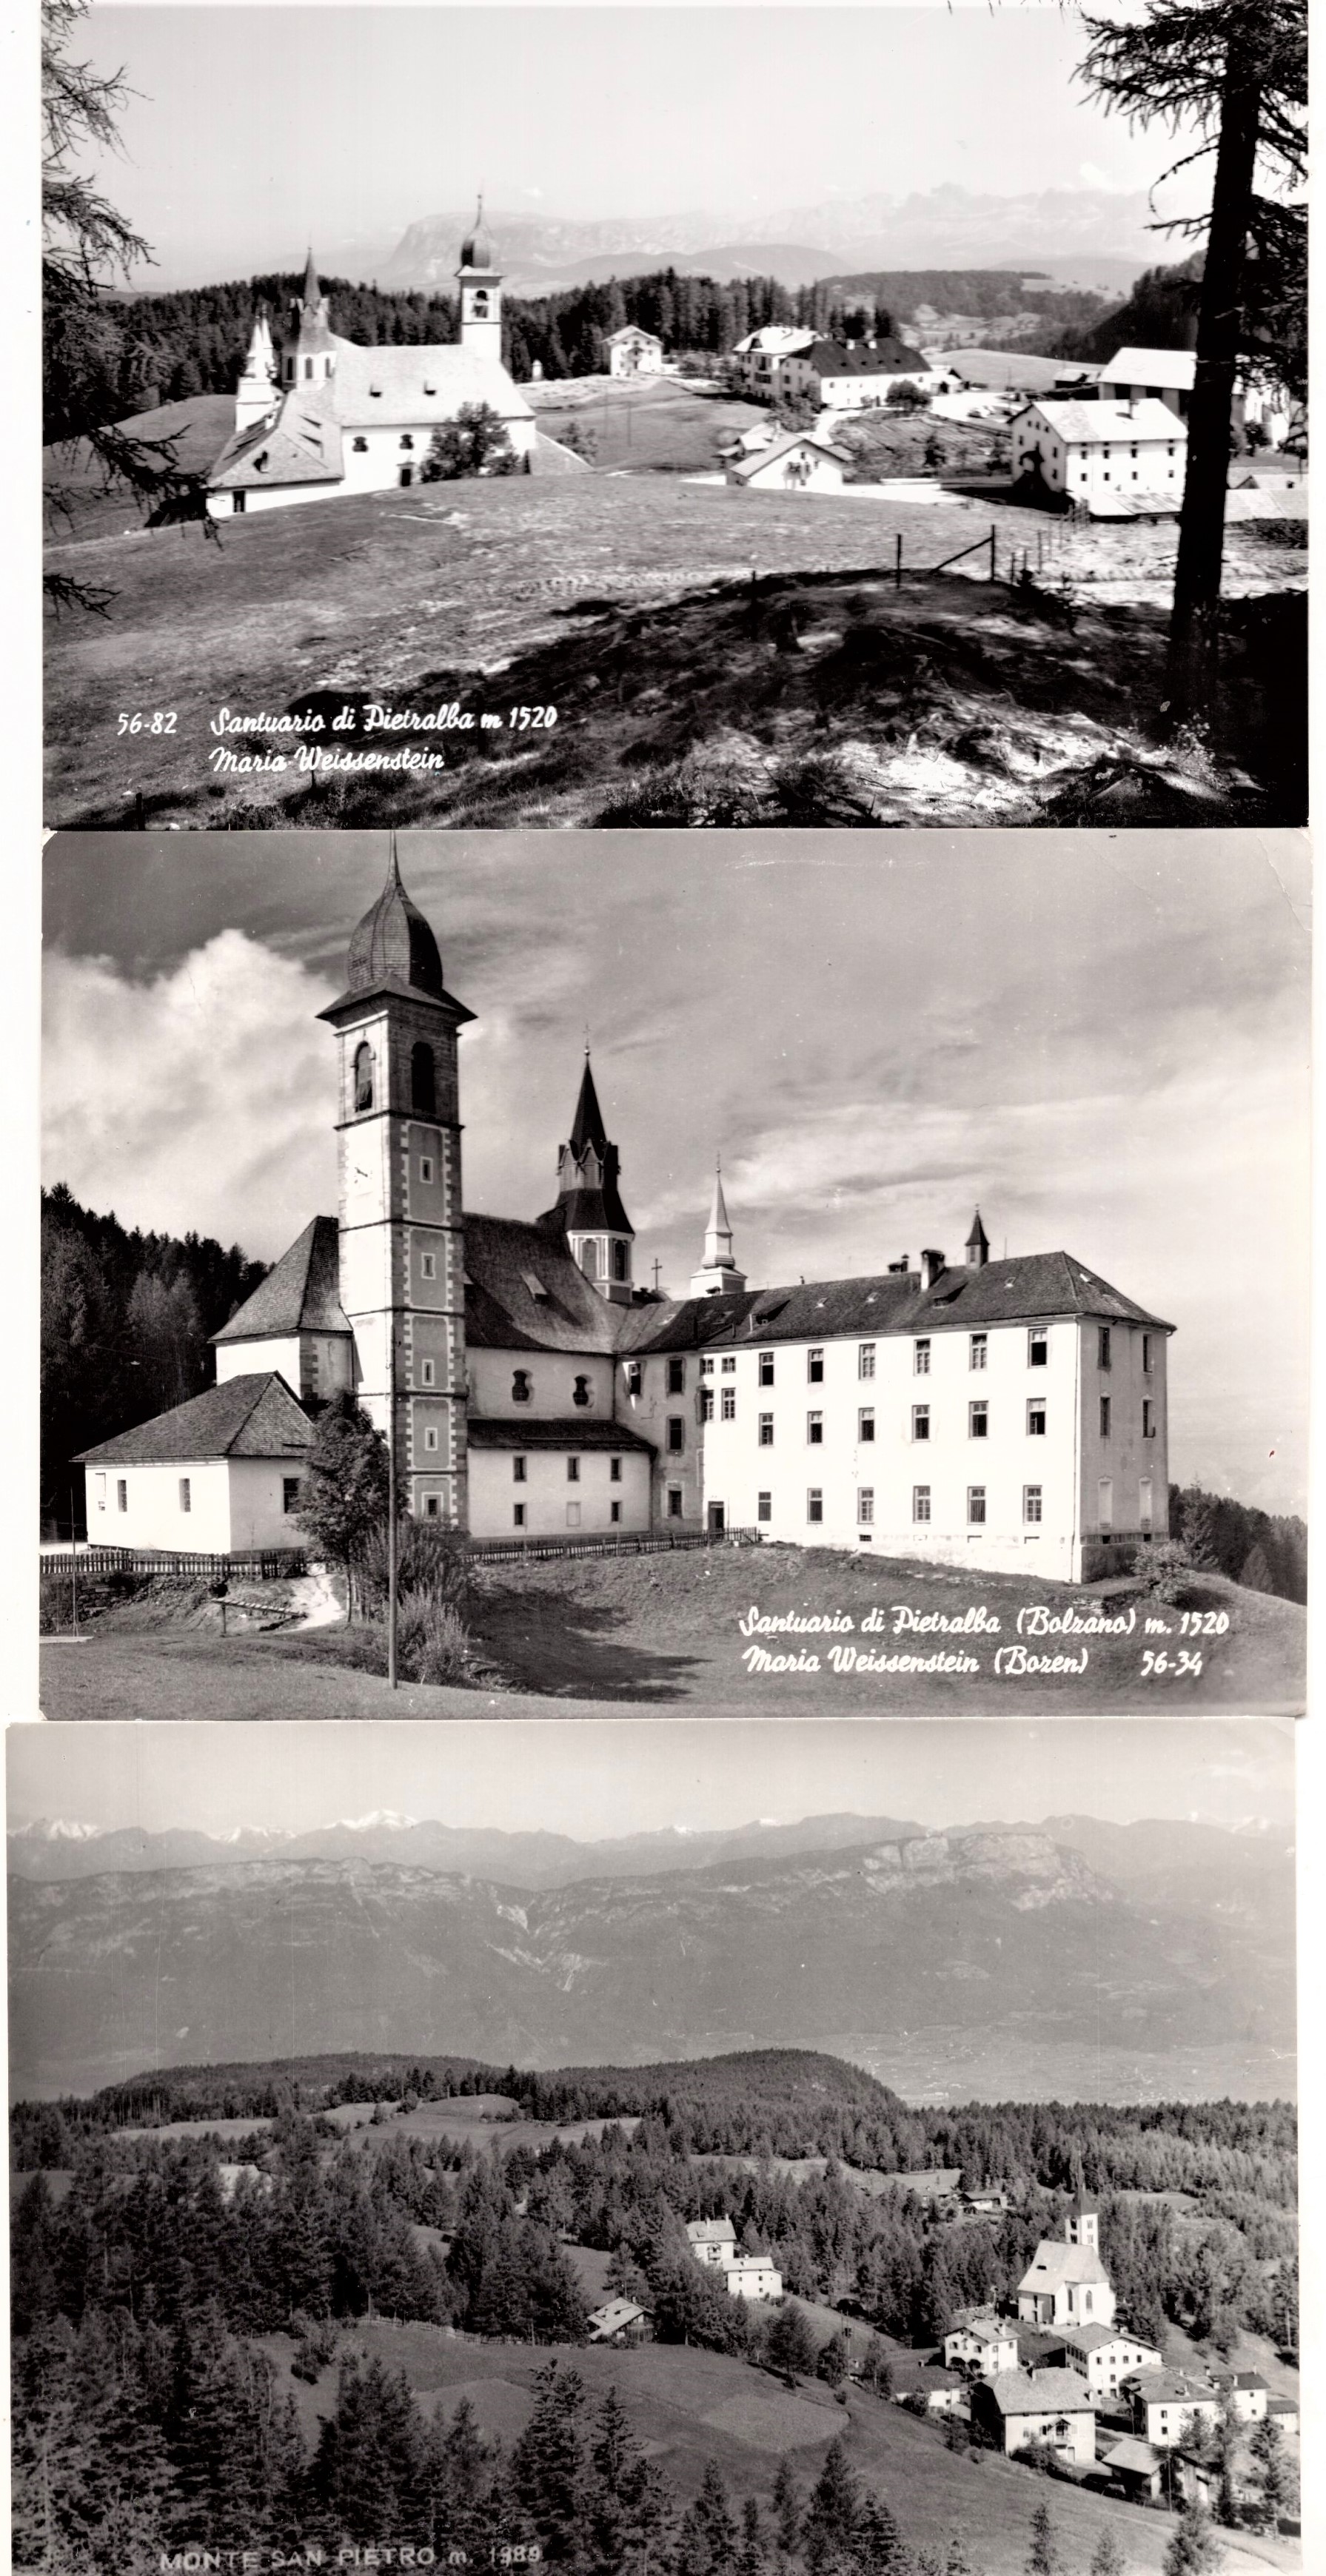 56-82 Santuario di Pietralba m 1520
Maria Weissenstein
Santuario di Pietralba (Bolzano) m. 1520
Maria Weissenstein (Bozen) 56-34
MONTE SAN PIETRO m. 1389